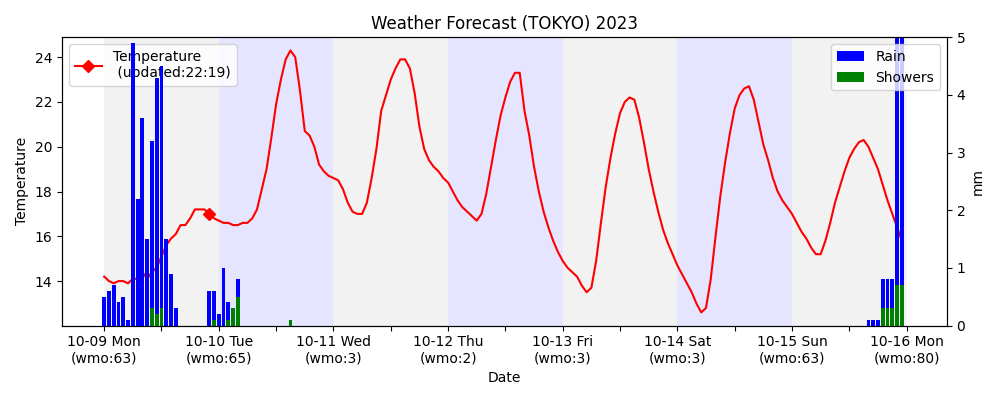 Weather Forecast (TOKYO) 2023
Temperature
(updated:22:19)
Rain
Showers
24
22
20
18
16
14
Temperature
5
4
3
2
1
0
mm
10-09 Mon 10-10 Tue 10-11 Wed 10-12 Thu 10-13 Fri 10-14 Sat 10-15 Sun 10-16 Mon
(wmo:63) (wmo:65) (wmo:3) (wmo:2) (wmo:3) (wmo:3) (wmo:63) (wmo:80)
Date